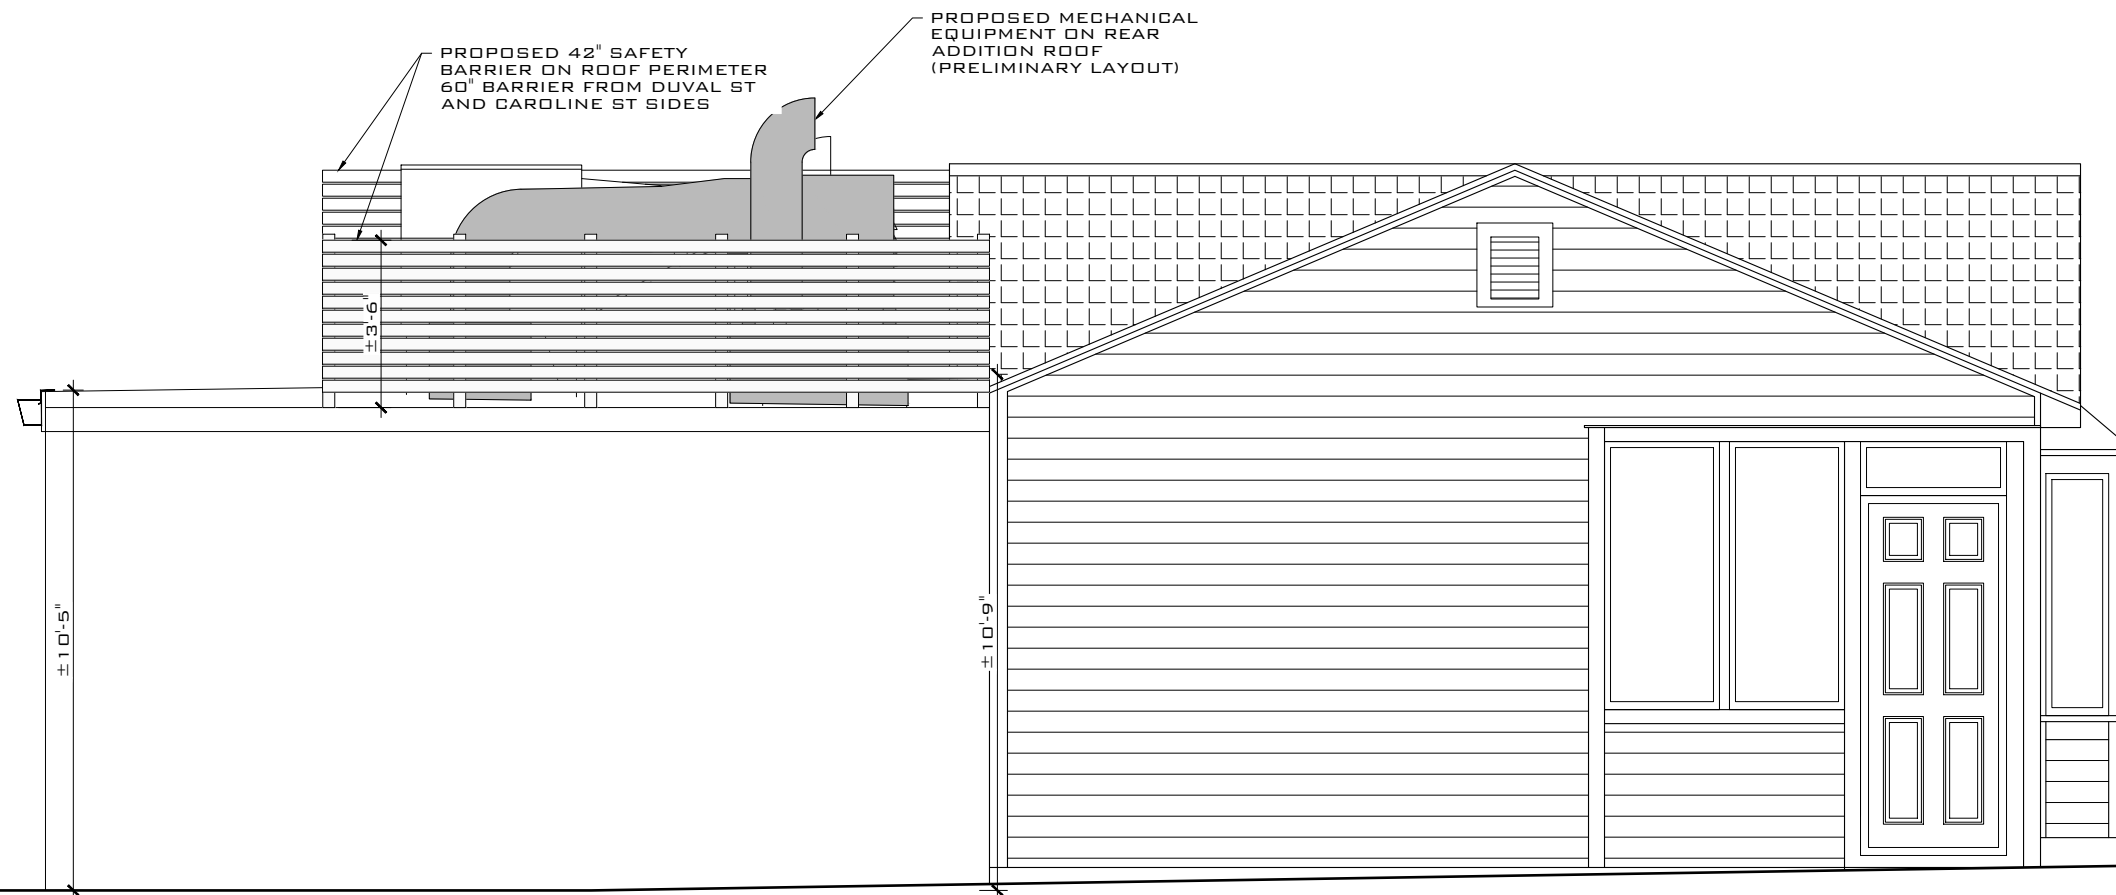 PROPOSED MECHANICAL
EQUIPMENT ON REAR
ADDITION ROOF
(PRELIMINARY LAYOUT)
PROPOSED 42" SAFETY
BARRIER ON ROOF PERIMETER
60" BARRIER FROM DUVAL ST
AND CAROLINE ST SIDES
±3'-6"
±10'-5"
±10'-9"